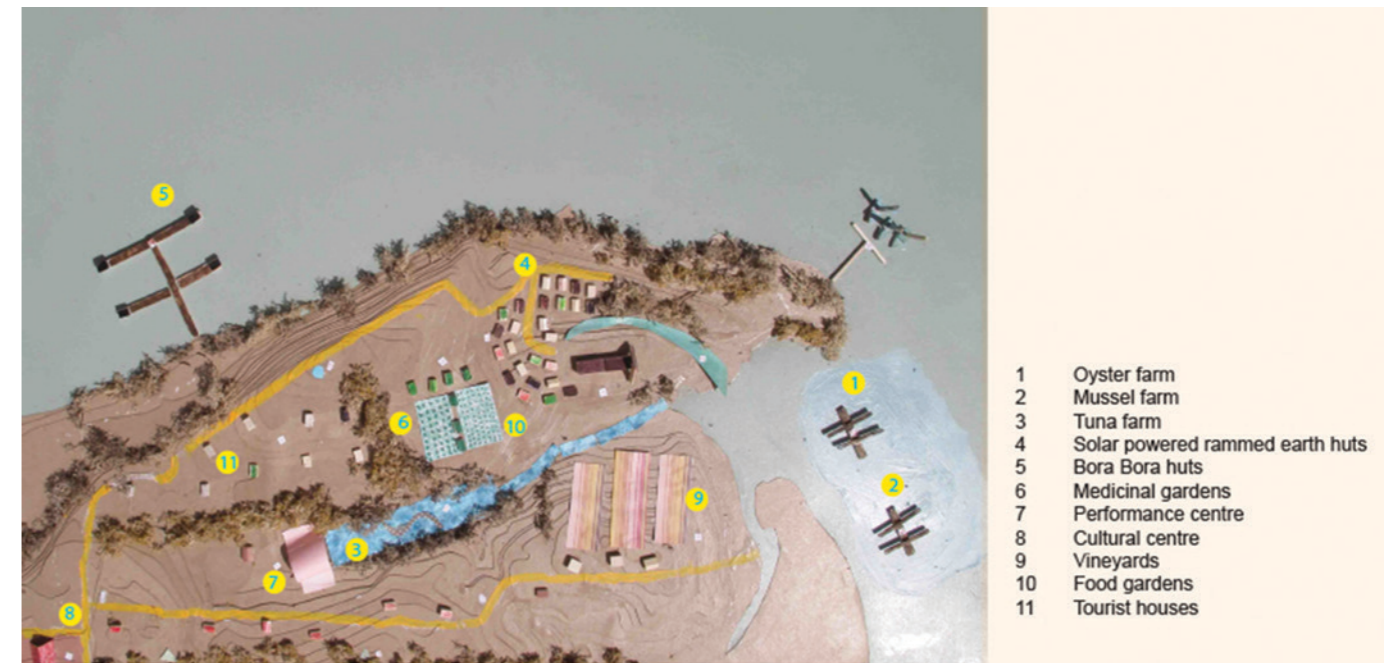 5
4
1
6
10
11
9
2
3
7
8
1 Oyster farm
2 Mussel farm
3 Tuna farm
4 Solar powered rammed earth huts
5 Bora Bora huts
6 Medicinal gardens
7 Performance centre
8 Cultural centre
9 Vineyards
10 Food gardens
11 Tourist houses